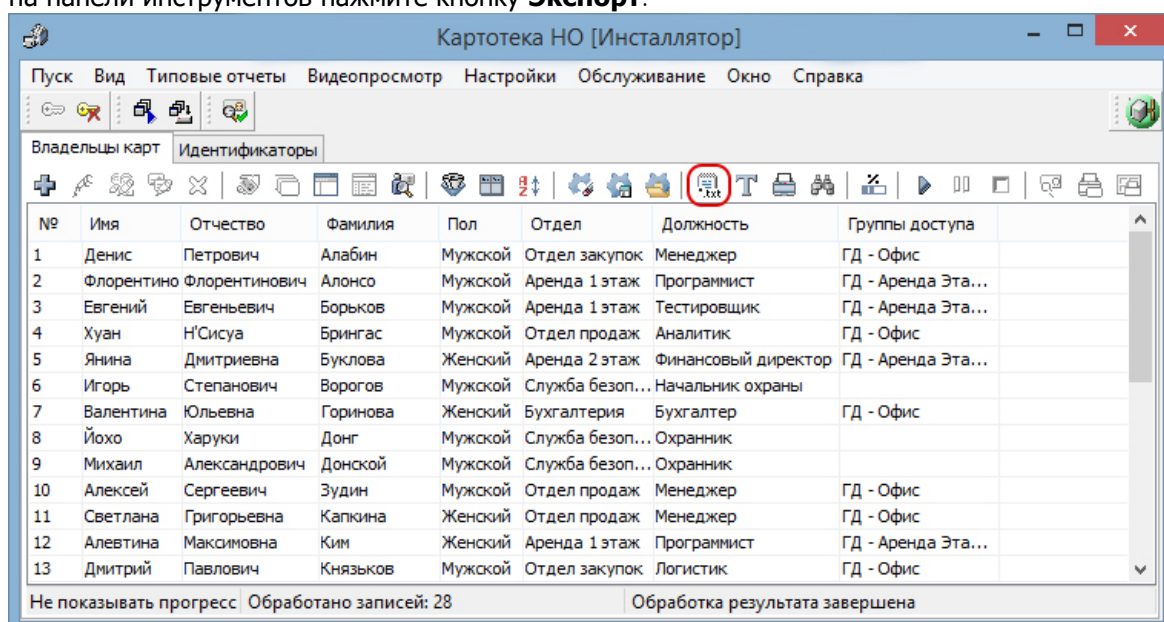 на панели инструментов нажмите кнопку Экспорт.
Картотека НО [Инсталлятор]
Пуск Вид Типовые отчеты Видеопросмотр Настройки Обслуживание Окно Справка
Владельцы карт Идентификаторы
.txt
№ Имя Отчество Фамилия Пол Отдел Должность Группы доступа
1 Денис Петрович Алабин Мужской Отдел закупок Менеджер ГД - Офис
2 Флорентино Флорентинович Алонсо Мужской Аренда 1 этаж Программист ГД - Аренда Эта...
3 Евгений Евгеньевич Борьков Мужской Аренда 1 этаж Тестировщик ГД - Аренда Эта...
4 Хуан Н'Сисуа Брингас Мужской Отдел продаж Аналитик ГД - Офис
5 Янина Дмитриевна Буклова Женский Аренда 2 этаж Финансовый директор ГД - Аренда Эта...
6 Игорь Степанович Ворогов Мужской Служба безоп... Начальник охраны
7 Валентина Юльевна Горинова Женский Бухгалтерия Бухгалтер ГД - Офис
8 Йохо Харуки Донг Мужской Служба безоп... Охранник
9 Михаил Александрович Донской Мужской Служба безоп... Охранник
10 Алексей Сергеевич Зудин Мужской Отдел продаж Менеджер ГД - Офис
11 Светлана Григорьевна Капкина Женский Отдел продаж Менеджер ГД - Офис
12 Алевтина Максимовна Ким Женский Аренда 1 этаж Программист ГД - Аренда Эта...
13 Дмитрий Павлович Князьков Мужской Отдел закупок Логистик ГД - Офис
Не показывать прогресс Обработано записей: 28 Обработка результата завершена